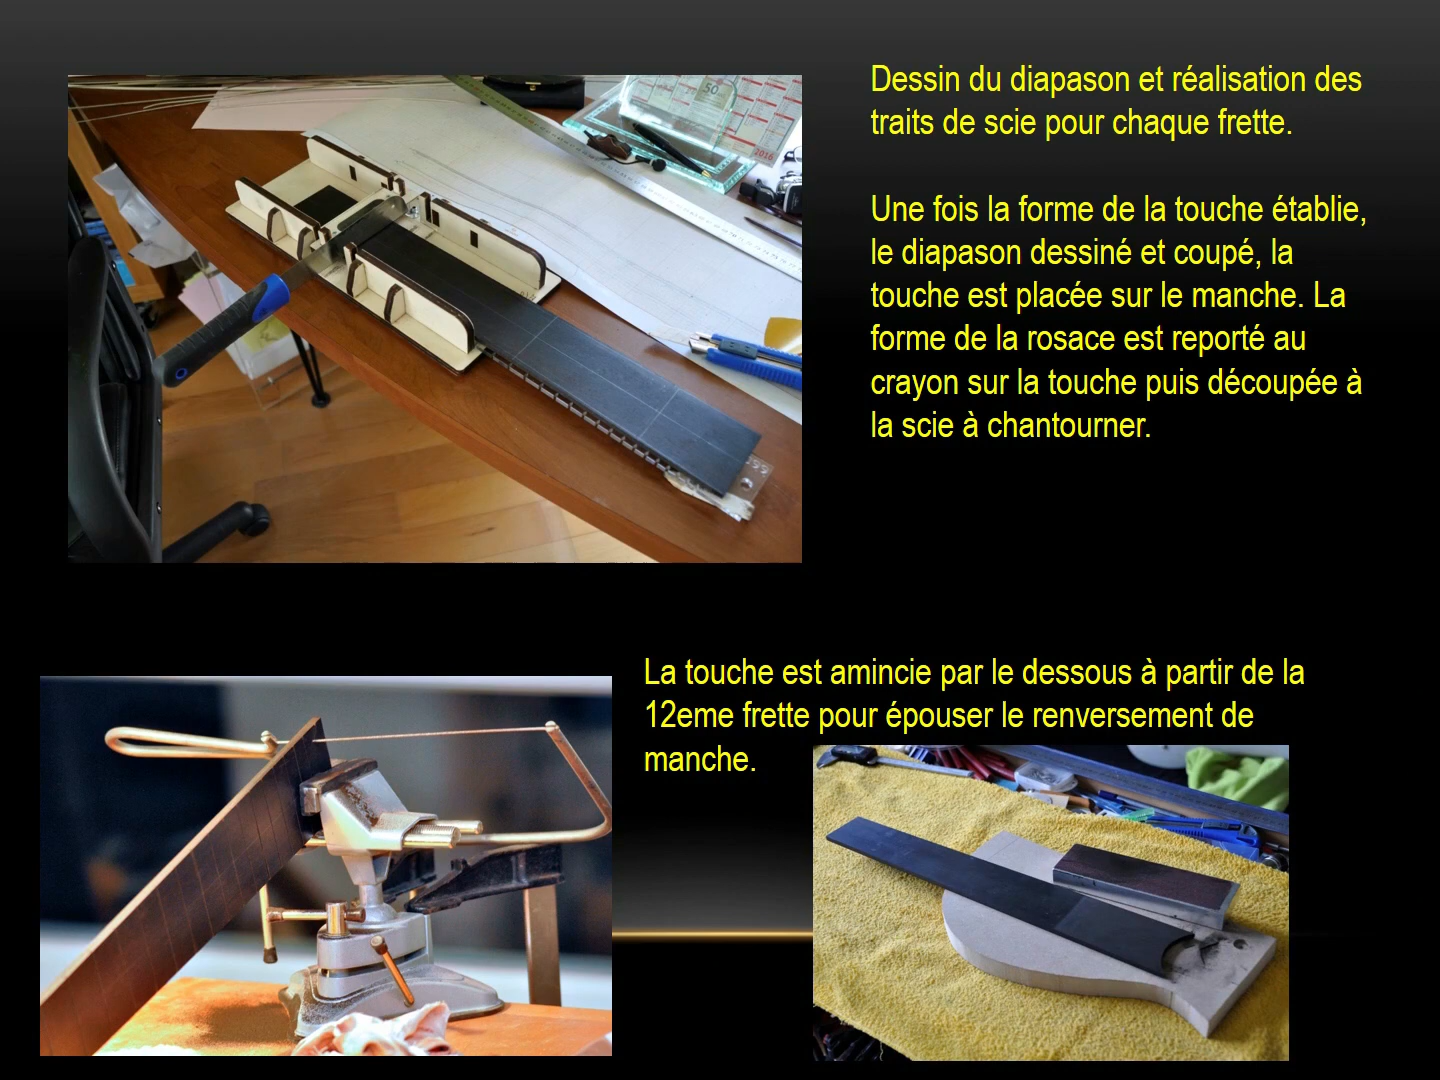 Dessin du diapason et réalisation des
traits de scie pour chaque frette.
Une fois la forme de la touche établie,
le diapason dessiné et coupé, la
touche est placée sur le manche. La
forme de la rosace est reporté au
crayon sur la touche puis découpée à
la scie à chantourner.
50
2016
La touche est amincie par le dessous à partir de la
12eme frette pour épouser le renversement de
manche.